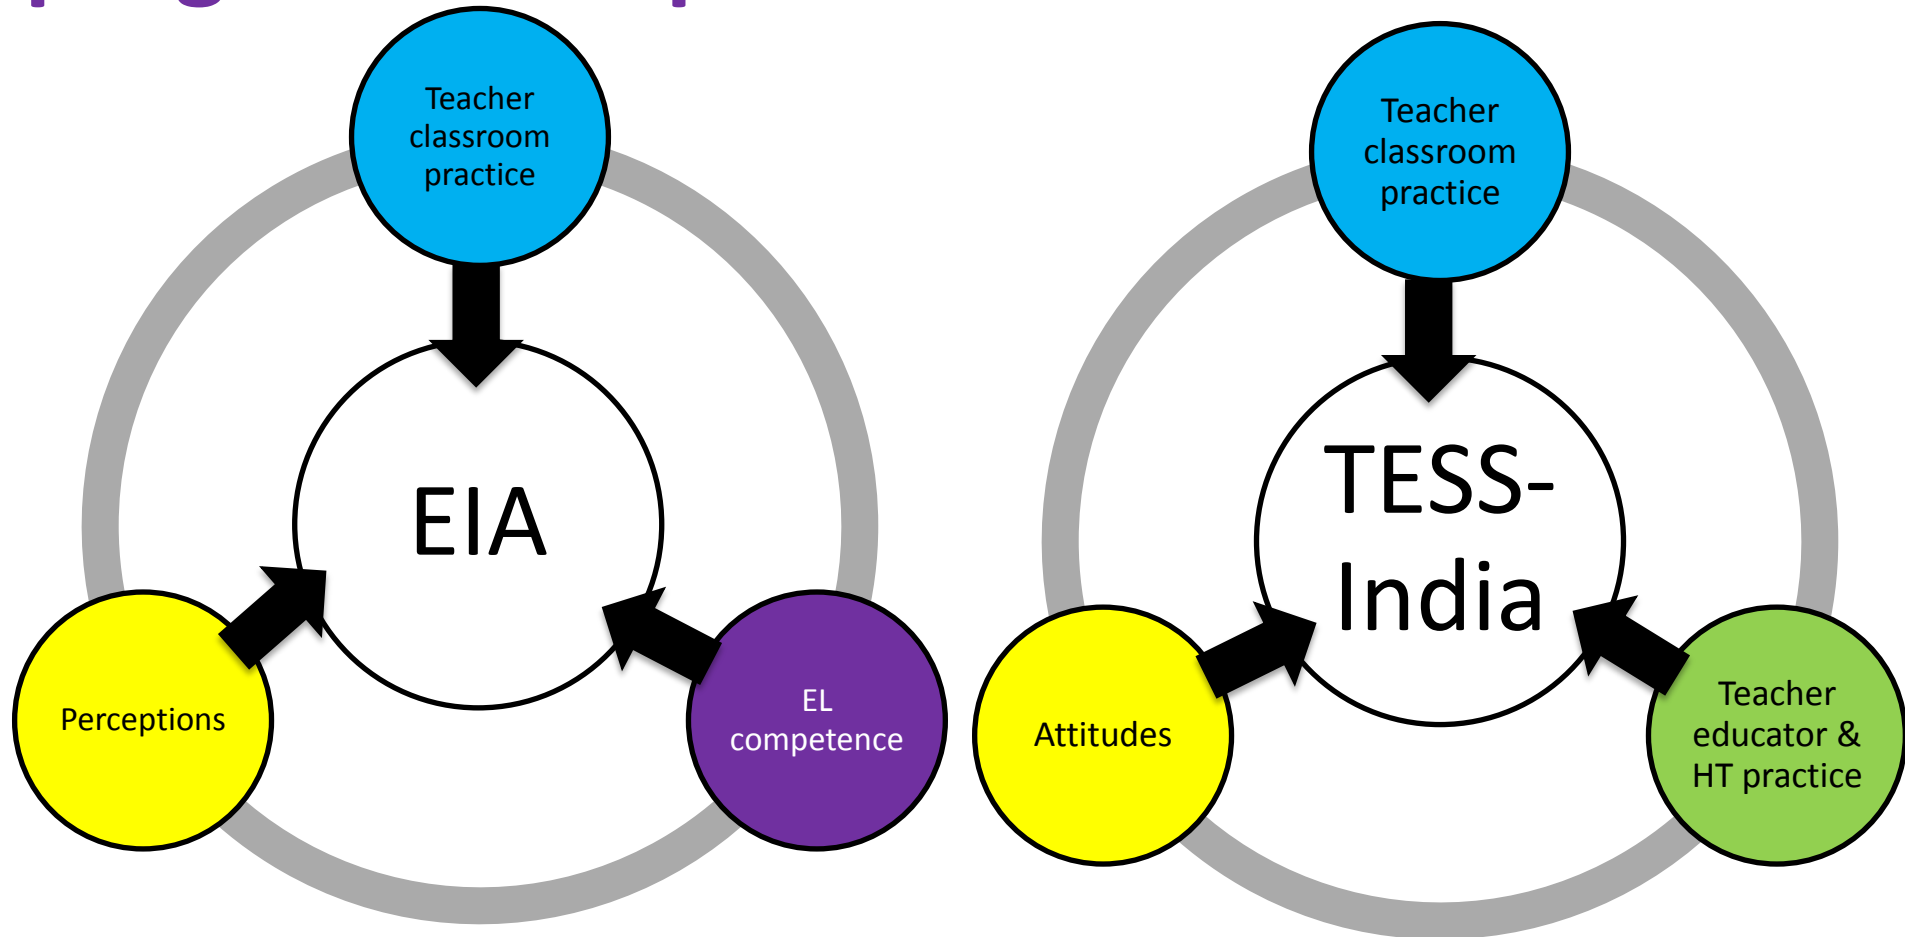 Teacher
classroom
practice
EIA
Perceptions
EL
competence
Teacher
classroom
practice
TESS-
India
Attitudes
Teacher
educator &
HT practice